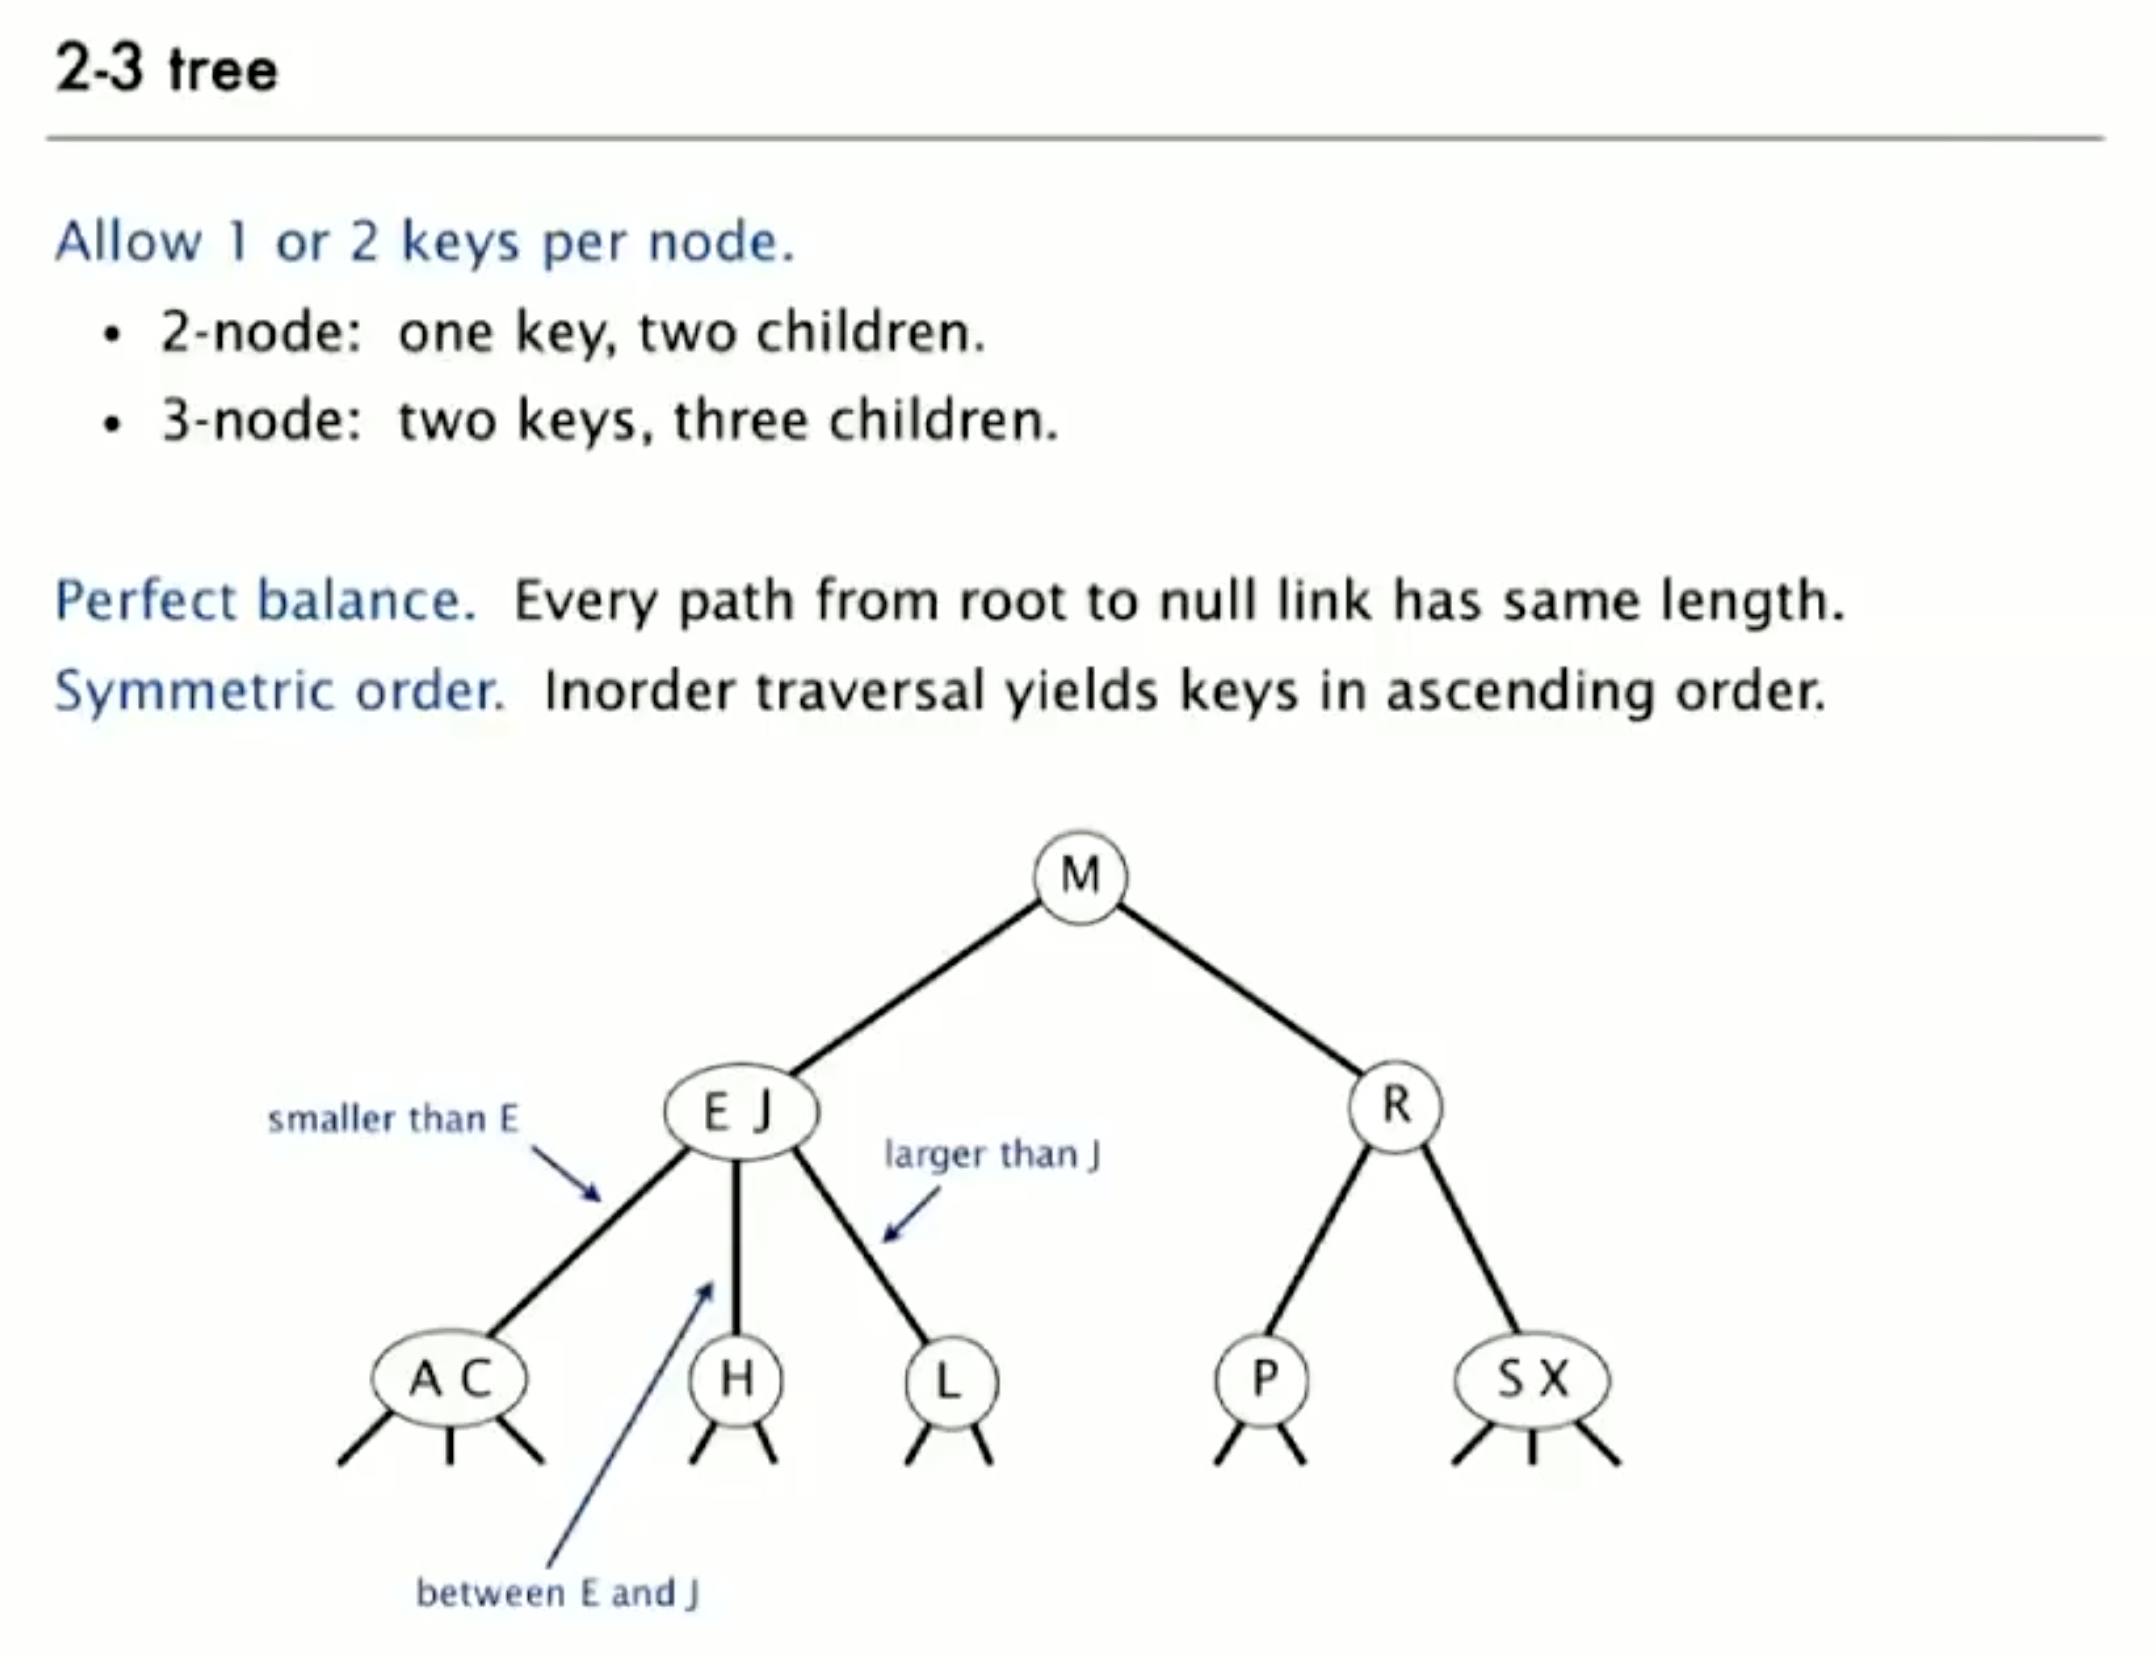 2-3 tree
Allow 1 or 2 keys per node.
• 2-node: one key, two children.
• 3-node: two keys, three children.
Perfect balance. Every path from root to null link has same length.
Symmetric order. Inorder traversal yields keys in ascending order.
M
smaller than E
E J
larger than J
R
A C
H
L
P
S X
between E and J